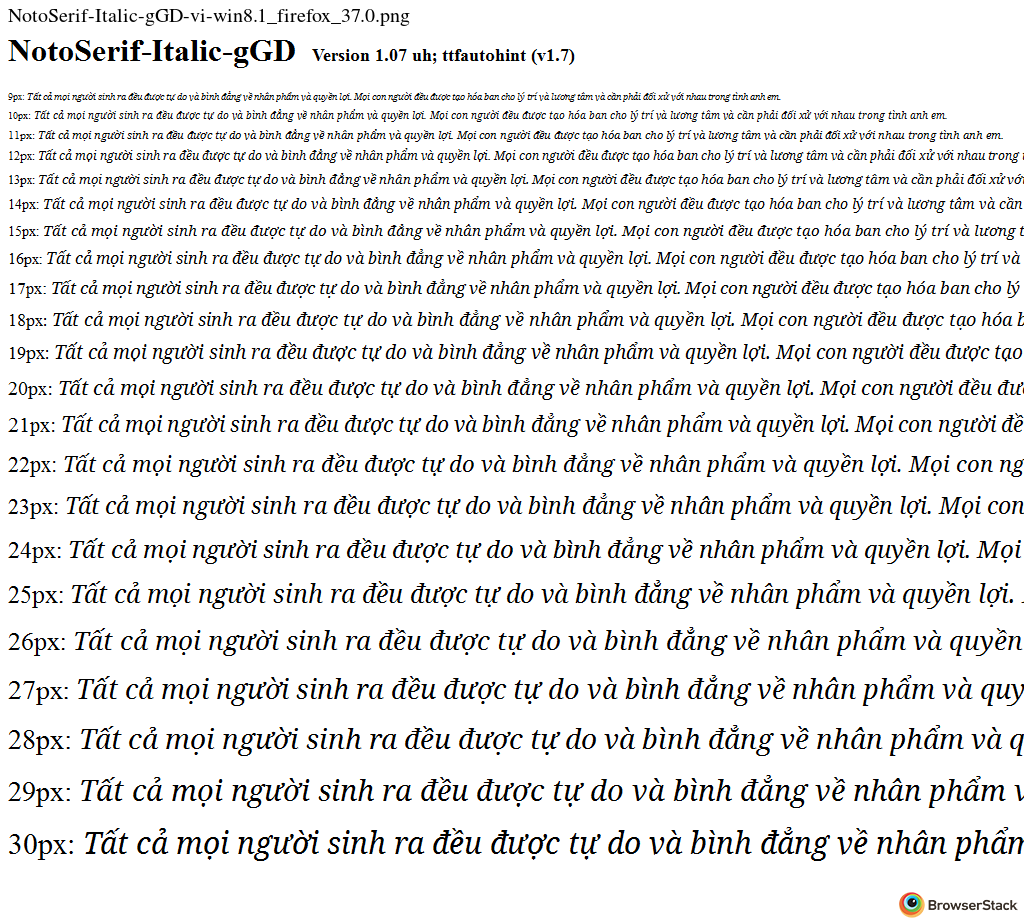 NotoSerif-Italic-gGD-vi-win8.1_firefox_37.0.png
NotoSerif-Italic-gGD Version 1.07 uh; ttfautohint (v1.7)
9px: Tất cả mọi người sinh ra đều được tự do và bình đẳng về nhân phẩm và quyền lợi. Mọi con người đều được tạo hóa ban cho lý trí và lương tâm và cần phải đối xử với nhau trong tình anh em.
10px: Tất cả mọi người sinh ra đều được tự do và bình đẳng về nhân phẩm và quyền lợi. Mọi con người đều được tạo hóa ban cho lý trí và lương tâm và cần phải đối xử với nhau trong tình anh em.
11px: Tất cả mọi người sinh ra đều được tự do và bình đẳng về nhân phẩm và quyền lợi. Mọi con người đều được tạo hóa ban cho lý trí và lương tâm và cần phải đối xử với nhau trong tình anh em.
12px: Tất cả mọi người sinh ra đều được tự do và bình đẳng về nhân phẩm và quyền lợi. Mọi con người đều được tạo hóa ban cho lý trí và lương tâm và cần phải đối xử với nhau trong t
13px: Tất cả mọi người sinh ra đều được tự do và bình đẳng về nhân phẩm và quyền lợi. Mọi con người đều được tạo hóa ban cho lý trí và lương tâm và cần phải đối xử với
14px: Tất cả mọi người sinh ra đều được tự do và bình đẳng về nhân phẩm và quyền lợi. Mọi con người đều được tạo hóa ban cho lý trí và lương tâm và cần
15px: Tất cả mọi người sinh ra đều được tự do và bình đẳng về nhân phẩm và quyền lợi. Mọi con người đều được tạo hóa ban cho lý trí và lương t
16px: Tất cả mọi người sinh ra đều được tự do và bình đẳng về nhân phẩm và quyền lợi. Mọi con người đều được tạo hóa ban cho lý trí và
17px: Tất cả mọi người sinh ra đều được tự do và bình đẳng về nhân phẩm và quyền lợi. Mọi con người đều được tạo hóa ban cho lý
18px: Tất cả mọi người sinh ra đều được tự do và bình đẳng về nhân phẩm và quyền lợi. Mọi con người đều được tạo hóa b
19px: Tất cả mọi người sinh ra đều được tự do và bình đẳng về nhân phẩm và quyền lợi. Mọi con người đều được tạo
20px: Tất cả mọi người sinh ra đều được tự do và bình đẳng về nhân phẩm và quyền lợi. Mọi con người đều đư
21px: Tất cả mọi người sinh ra đều được tự do và bình đẳng về nhân phẩm và quyền lợi. Mọi con người đề
22px: Tất cả mọi người sinh ra đều được tự do và bình đẳng về nhân phẩm và quyền lợi. Mọi con ng
23px: Tất cả mọi người sinh ra đều được tự do và bình đẳng về nhân phẩm và quyền lợi. Mọi con
24px: Tất cả mọi người sinh ra đều được tự do và bình đẳng về nhân phẩm và quyền lợi. Mọi
25px: Tất cả mọi người sinh ra đều được tự do và bình đẳng về nhân phẩm và quyền lợi.
26px: Tất cả mọi người sinh ra đều được tự do và bình đẳng về nhân phẩm và quyền
27px: Tất cả mọi người sinh ra đều được tự do và bình đẳng về nhân phẩm và quy
28px: Tất cả mọi người sinh ra đều được tự do và bình đẳng về nhân phẩm và q
29px: Tất cả mọi người sinh ra đều được tự do và bình đẳng về nhân phẩm v
30px: Tất cả mọi người sinh ra đều được tự do và bình đẳng về nhân phẩm
BrowserStack